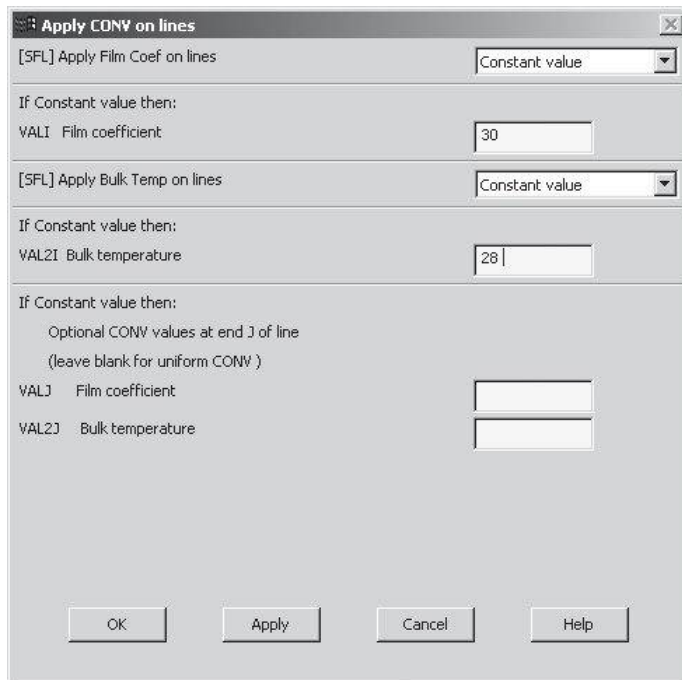 Apply CONV on lines
[SFL] Apply Film Coef on lines Constant value
If Constant value then:
VALI Film coefficient 30
[SFL] Apply Bulk Temp on lines Constant value
If Constant value then:
VAL2I Bulk temperature 28
If Constant value then:
Optional CONV values at end J of line
(leave blank for uniform CONV )
VALJ Film coefficient
VAL2J Bulk temperature
OK Apply Cancel Help